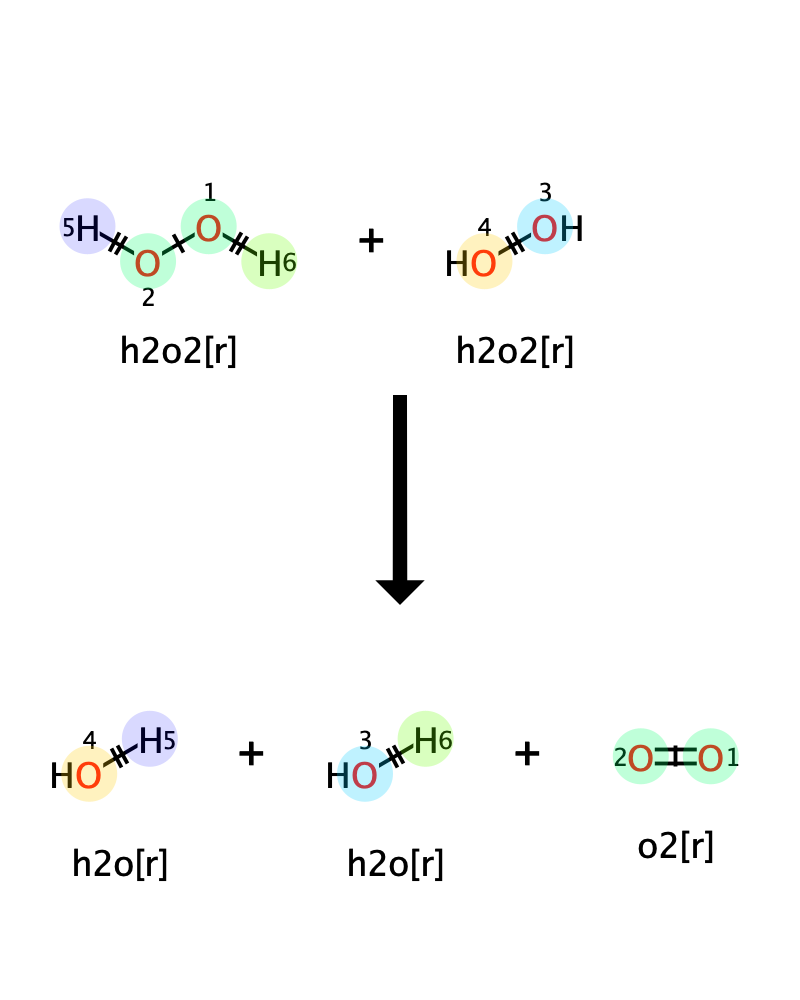 1 3
5H O + 4 OH
O H6 HO
2
h2o2[r] h2o2[r]
4 H5 + 3 H6 + 2O O1
HO HO
h2o[r] h2o[r] o2[r]